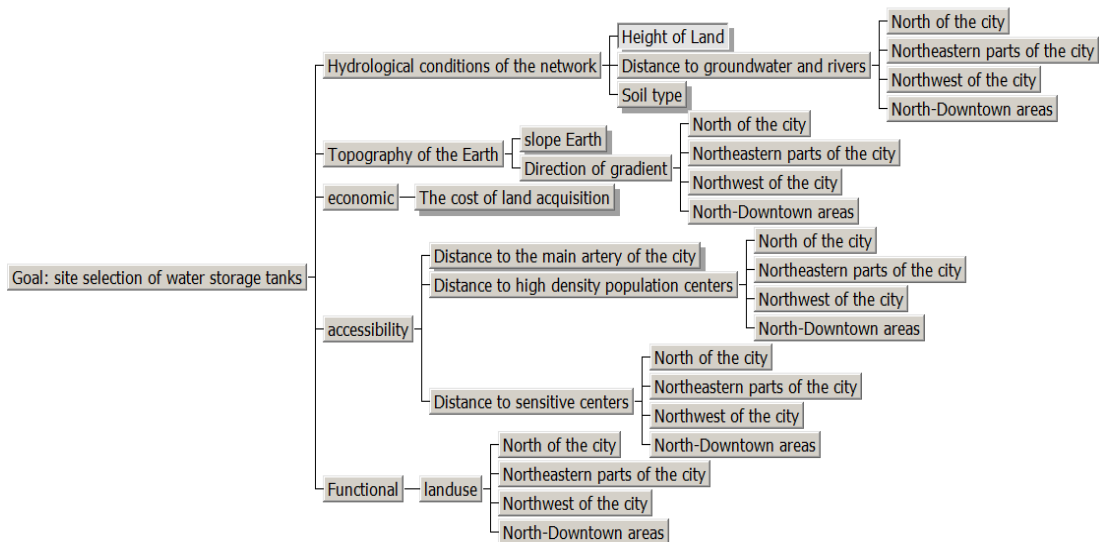 Goal: site selection of water storage tanks
Hydrological conditions of the network
Height of Land
Distance to groundwater and rivers
North of the city
Northeastern parts of the city
Northwest of the city
North-Downtown areas
Soil type
Topography of the Earth
slope Earth
Direction of gradient
North of the city
Northeastern parts of the city
Northwest of the city
North-Downtown areas
economic
The cost of land acquisition
accessibility
Distance to the main artery of the city
Distance to high density population centers
North of the city
Northeastern parts of the city
Northwest of the city
North-Downtown areas
Distance to sensitive centers
North of the city
Northeastern parts of the city
Northwest of the city
North-Downtown areas
Functional
landuse
North of the city
Northeastern parts of the city
Northwest of the city
North-Downtown areas